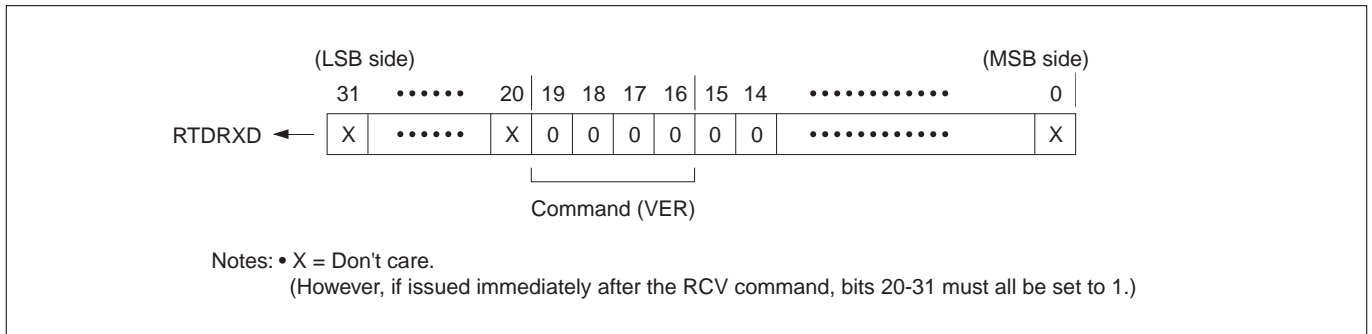 (LSB side) (MSB side)
31 •••••• 20 19 18 17 16 15 14 •••••••••••• 0
RTDRXD X •••••• X 0 0 0 0 0 0 •••••••••••• X
Command (VER)
Notes: • X = Don't care.
(However, if issued immediately after the RCV command, bits 20-31 must all be set to 1.)